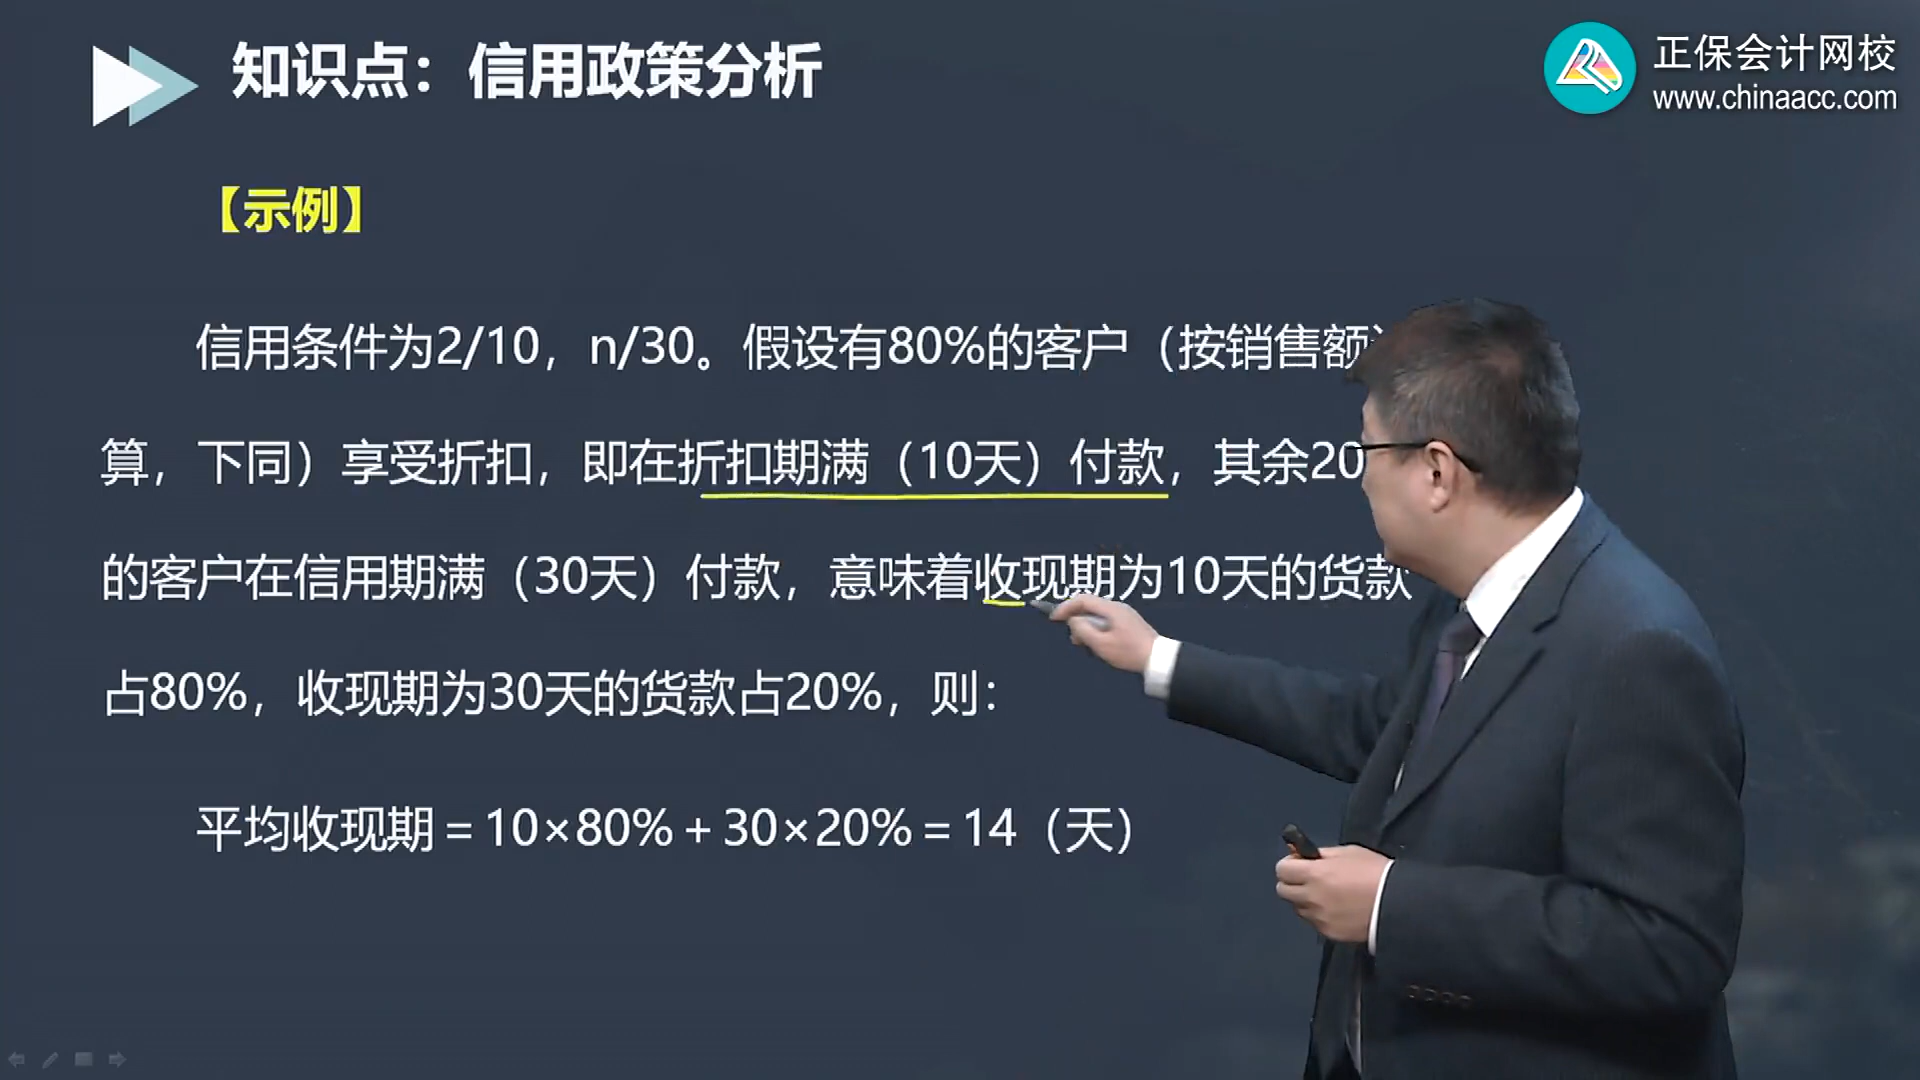 知识点：信用政策分析
正保会计网校
www.chinaacc.com
【示例】
信用条件为2/10，n/30。假设有80%的客户（按销售额
算，下同）享受折扣，即在折扣期满（10天）付款，其余20
的客户在信用期满（30天）付款，意味着收现期为10天的货款
占80%，收现期为30天的货款占20%，则：
平均收现期＝10×80%＋30×20%＝14（天）